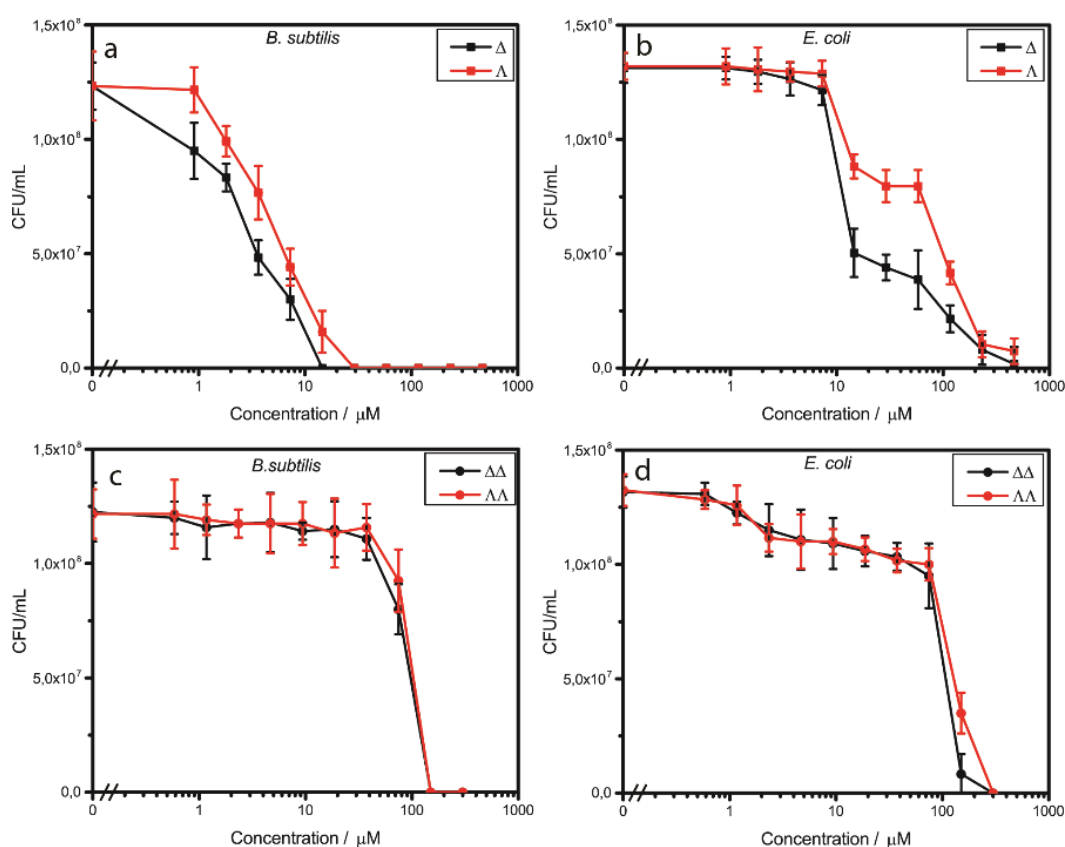 a
B. subtilis
Δ
Λ
1,5x10⁸
1,0x10⁸
5,0x10⁷
0,0
CFU/mL
0
1
10
100
1000
Concentration / μM
b
E. coli
Δ
Λ
1,5x10⁸
1,0x10⁸
5,0x10⁷
0,0
CFU/mL
0
1
10
100
1000
Concentration / μM
c
B.subtilis
ΔΔ
ΛΛ
1,5x10⁸
1,0x10⁸
5,0x10⁷
0,0
CFU/mL
0
1
10
100
1000
Concentration / μM
d
E. coli
ΔΔ
ΛΛ
1,5x10⁸
1,0x10⁸
5,0x10⁷
0,0
CFU/mL
0
1
10
100
1000
Concentration / μM